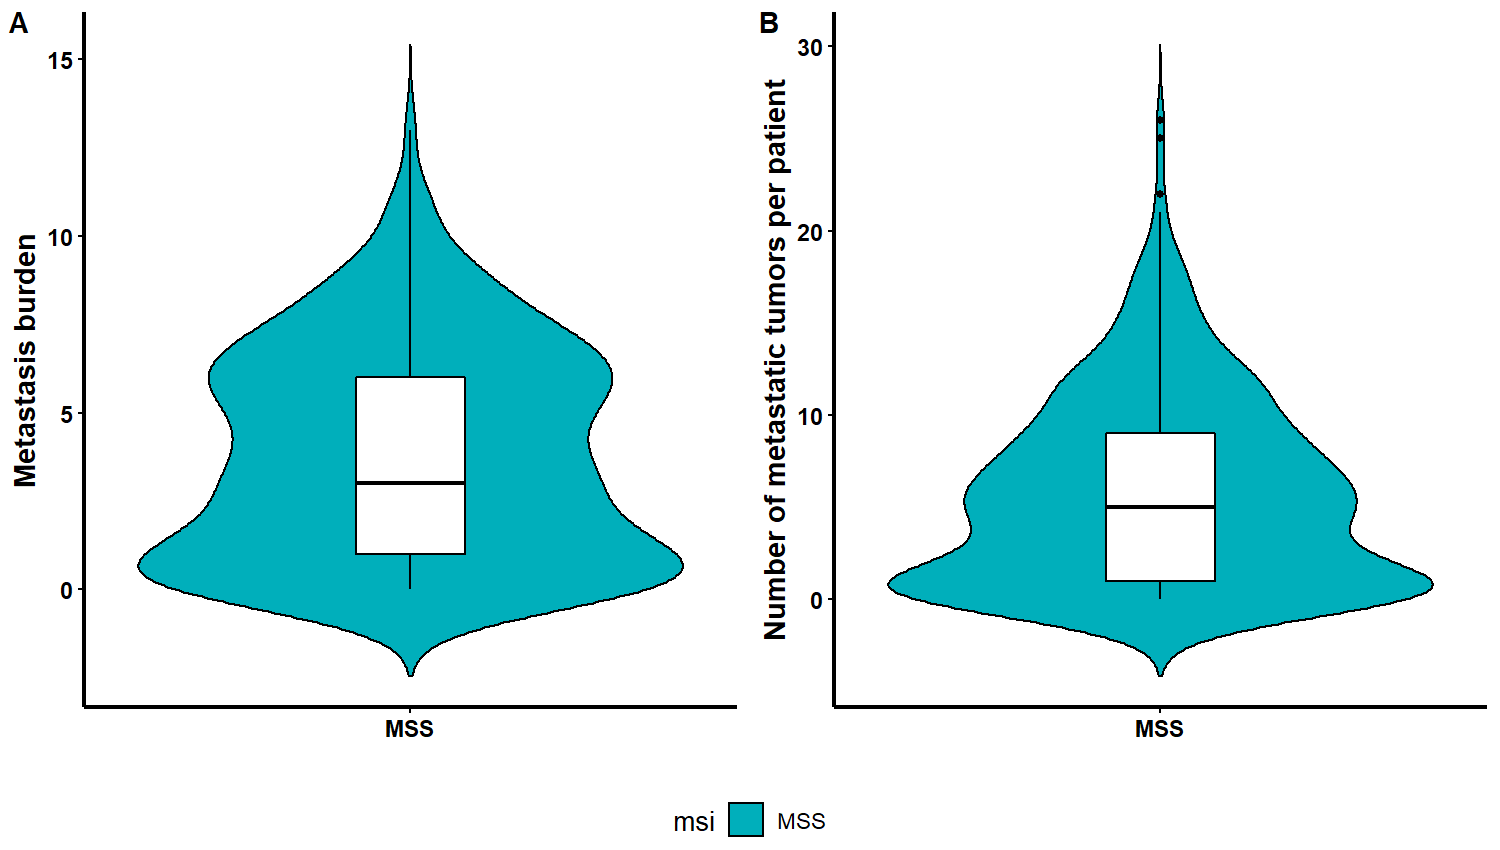 A
Metastasis burden
15
10
5
0
MSS
B
Number of metastatic tumors per patient
30
20
10
0
MSS
msi MSS